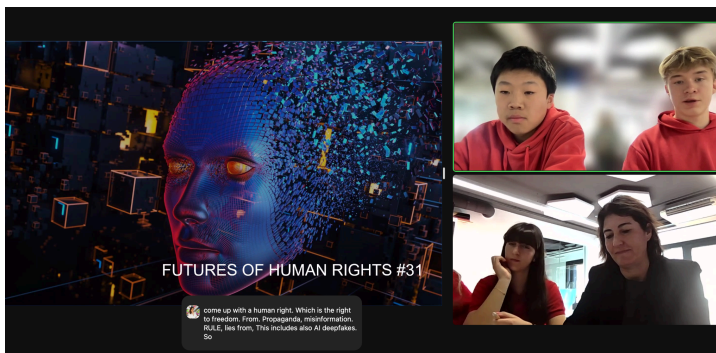 FUTURES OF HUMAN RIGHTS #31
come up with a human right. Which is the right
to freedom. From. Propaganda, misinformation.
RULE, lies from, This includes also AI deepfakes.
So